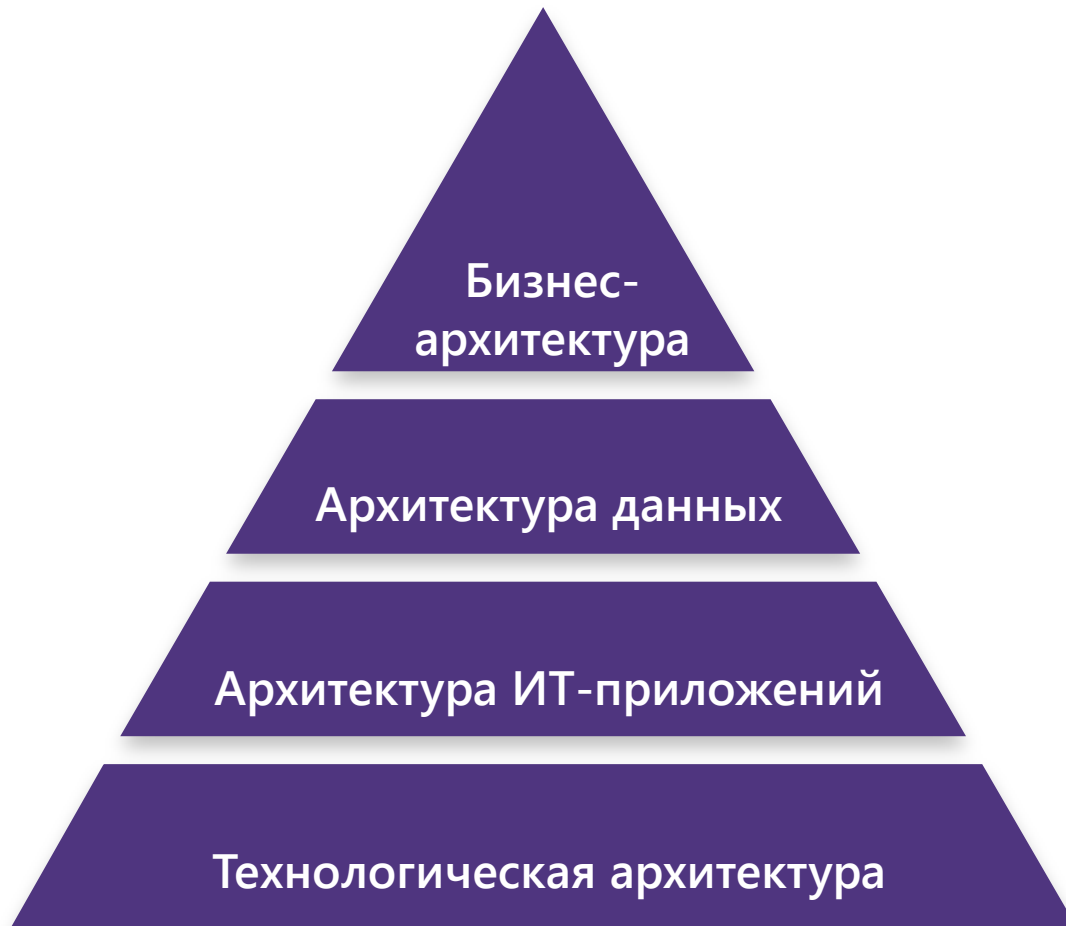 Бизнес-
архитектура
Архитектура данных
Архитектура ИТ-приложений
Технологическая архитектура